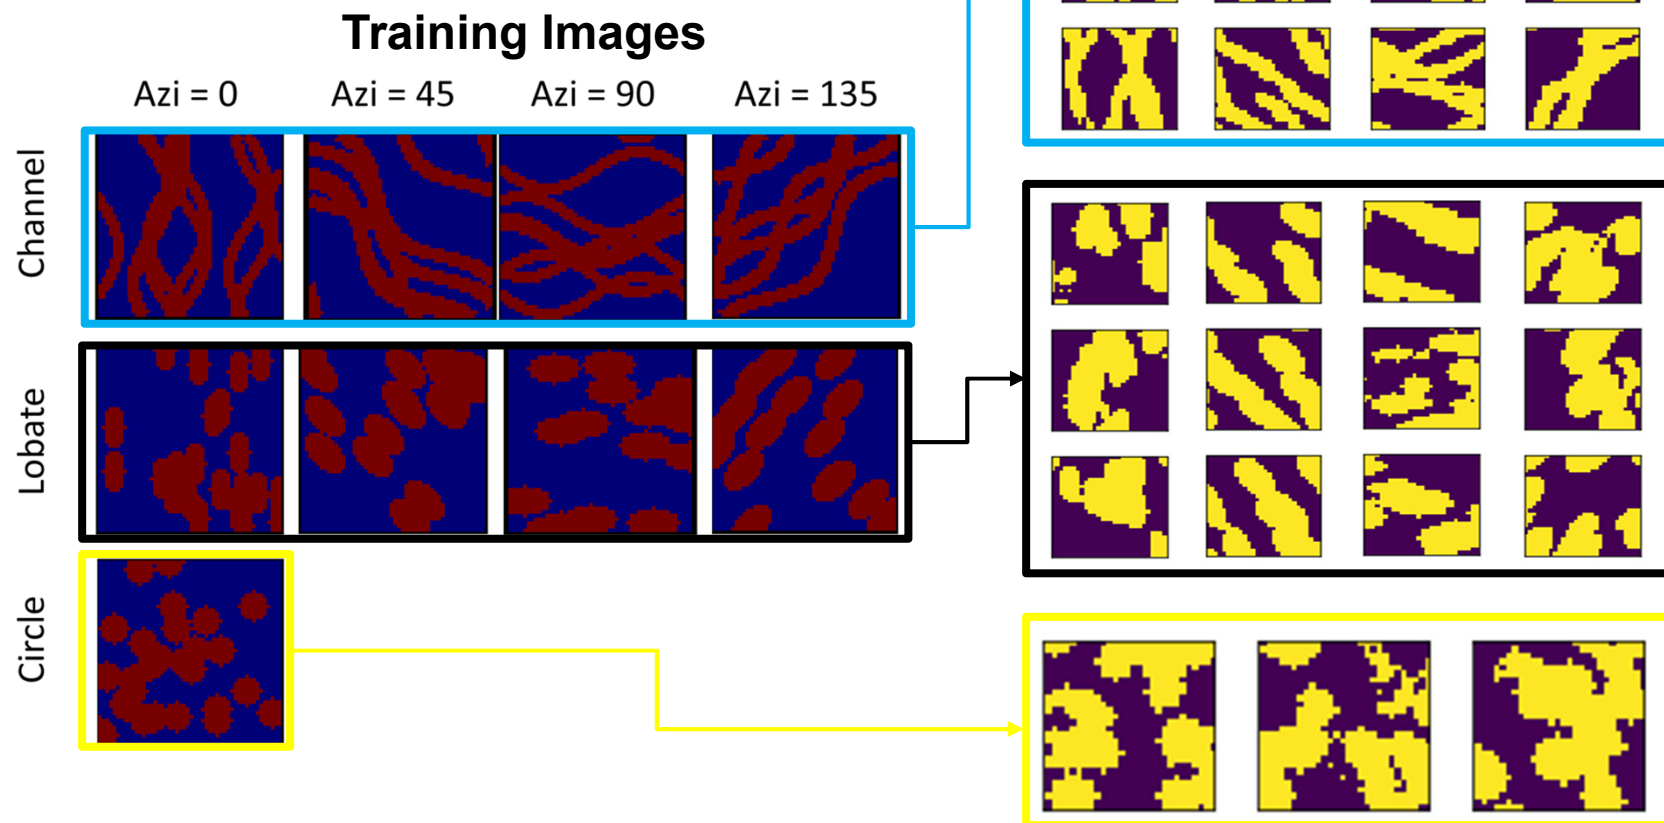 Training Images
Azi = 0
Azi = 45
Azi = 90
Azi = 135
Channel
Lobate
Circle